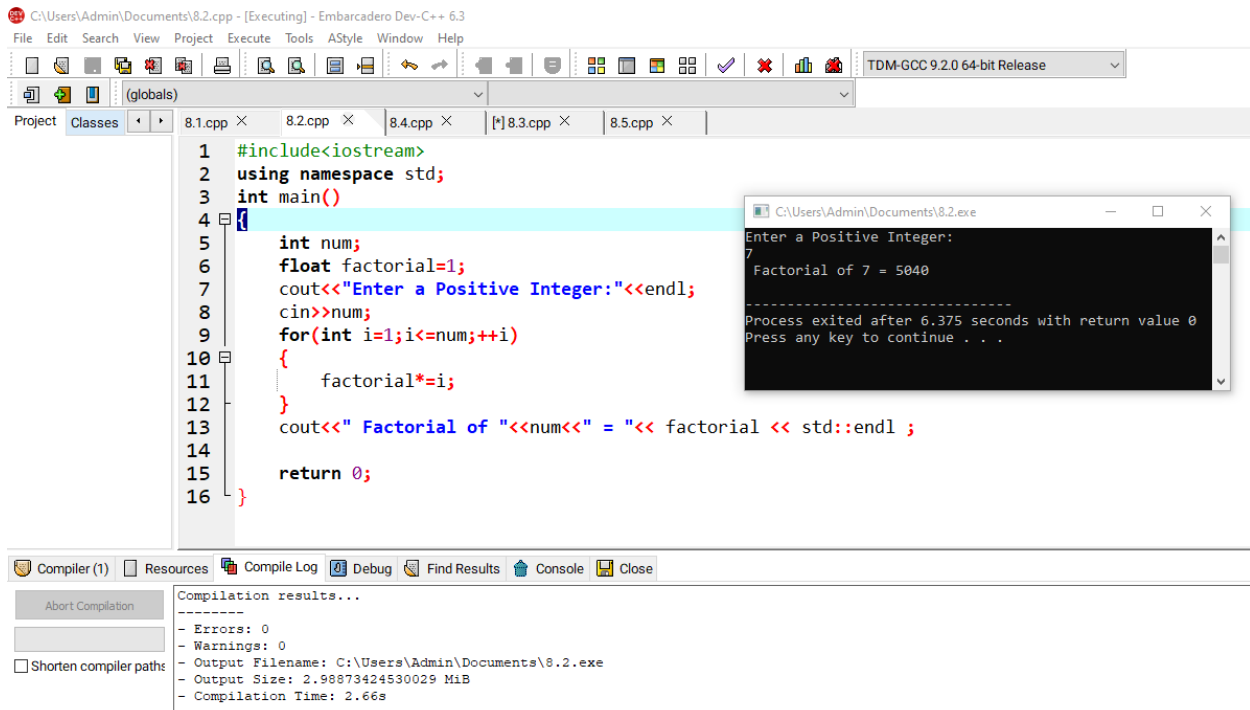 C:\Users\Admin\Documents\8.2.cpp - [Executing] - Embarcadero Dev-C++ 6.3
File Edit Search View Project Execute Tools AStyle Window Help
TDM-GCC 9.2.0 64-bit Release
(globals)
Project Classes 8.1.cpp 8.2.cpp 8.4.cpp [*] 8.3.cpp 8.5.cpp
1 #include<iostream>
2 using namespace std;
3 int main()
4 {
5 int num;
6 float factorial=1;
7 cout<<"Enter a Positive Integer:"<<endl;
8 cin>>num;
9 for(int i=1;i<=num;++i)
10 {
11 factorial*=i;
12 }
13 cout<<" Factorial of "<<num<<" = "<< factorial << std::endl ;
14
15 return 0;
16 }
C:\Users\Admin\Documents\8.2.exe
Enter a Positive Integer:
7
Factorial of 7 = 5040
--------------------------------
Process exited after 6.375 seconds with return value 0
Press any key to continue . . .
Compiler (1) Resources Compile Log Debug Find Results Console Close
Abort Compilation
Shorten compiler paths
Compilation results...
--------
- Errors: 0
- Warnings: 0
- Output Filename: C:\Users\Admin\Documents\8.2.exe
- Output Size: 2.98873424530029 MiB
- Compilation Time: 2.66s